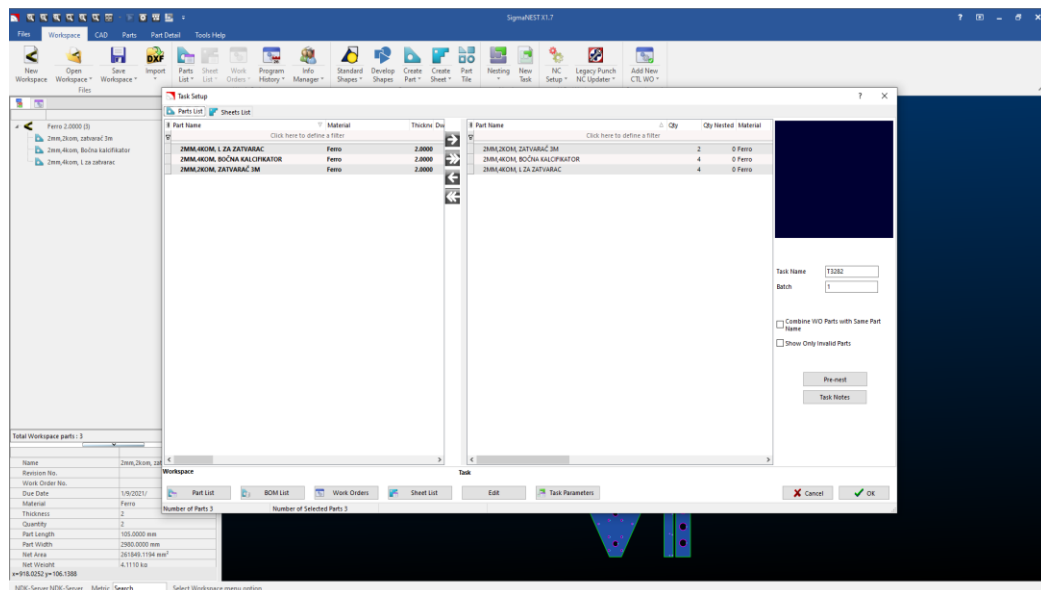 SigmaNEST X1.7
Files Workspace CAD Parts Part Detail Tools Help
New Workspace
Open Workspace
Save Workspace
Import
Parts List
Sheet List
Work Orders
Program History
Info Manager
Standard Shapes
Develop Shapes
Create Part
Create Sheet
Part Tile
Nesting
New Task
NC Setup
Legacy Punch NC Updater
Add New CTL WO
Files
Task Setup
Parts List Sheets List
Ferro 2.0000 (3)
2mm,2kom, zatvarač 3m
2mm,4kom, Bočna kalcifikator
2mm,4kom, L za zatvarac
Part Name Material Thickne Du
Click here to define a filter
2MM,4KOM, L ZA ZATVARAC Ferro 2.0000
2MM,4KOM, BOČNA KALCIFIKATOR Ferro 2.0000
2MM,2KOM, ZATVARAČ 3M Ferro 2.0000
Part Name Qty Qty Nested Material
Click here to define a filter
2MM,2KOM, ZATVARAČ 3M 2 0 Ferro
2MM,4KOM, BOČNA KALCIFIKATOR 4 0 Ferro
2MM,4KOM, L ZA ZATVARAC 4 0 Ferro
Task Name T3282
Batch 1
Combine WO Parts with Same Part Name
Show Only Invalid Parts
Pre-nest
Task Notes
Workspace Task
Part List BOM List Work Orders Sheet List Edit Task Parameters Cancel OK
Number of Parts 3 Number of Selected Parts 3
Total Workspace parts : 3
Name 2mm,2kom, zat
Revision No.
Work Order No.
Due Date 1/9/2021/
Material Ferro
Thickness 2
Quantity 2
Part Length 105.0000 mm
Part Width 2980.0000 mm
Net Area 261849.1194 mm²
Net Weight 4.1110 kg
x=918.0252 y=106.1388
NDK-Server NDK-Server Metric Search Select Workspace menu option